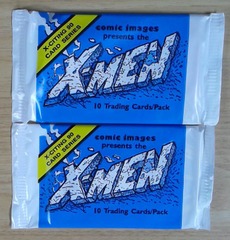 comic images
presents the
X-CITING 90
CARD SERIES
X-MEN
10 Trading Cards/Pack
comic images
presents the
X-CITING 90
CARD SERIES
X-MEN
10 Trading Cards/Pack